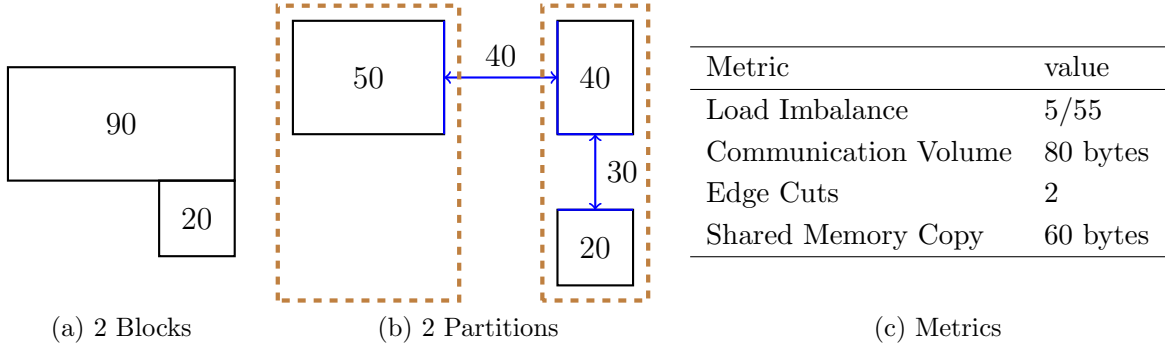 90
20
(a) 2 Blocks
50
40
40
30
20
(b) 2 Partitions
Metric value
Load Imbalance 5/55
Communication Volume 80 bytes
Edge Cuts 2
Shared Memory Copy 60 bytes
(c) Metrics